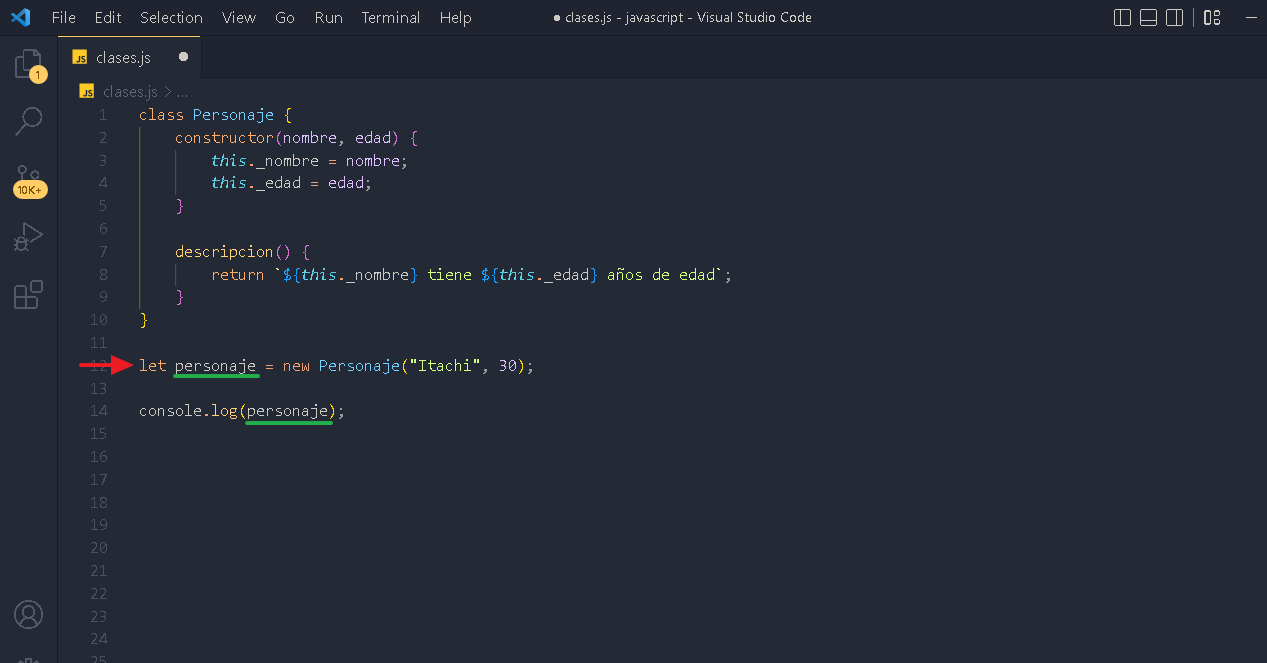 File Edit Selection View Go Run Terminal Help ● clases.js - javascript - Visual Studio Code
JS clases.js ●
1
JS clases.js > ...
1 class Personaje {
2 constructor(nombre, edad) {
3 this._nombre = nombre;
4 this._edad = edad;
5 }
6
7 descripcion() {
8 return `${this._nombre} tiene ${this._edad} años de edad`;
9 }
10 }
11
12 let personaje = new Personaje("Itachi", 30);
13
14 console.log(personaje);
15
16
17
18
19
20
21
22
23
24
25
10K+